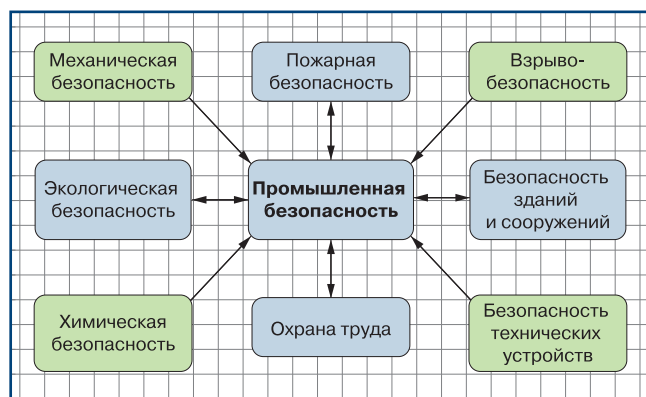 Механическая
безопасность
Пожарная
безопасность
Взрыво-
безопасность
Экологическая
безопасность
Промышленная
безопасность
Безопасность
зданий
и сооружений
Химическая
безопасность
Охрана труда
Безопасность
технических
устройств